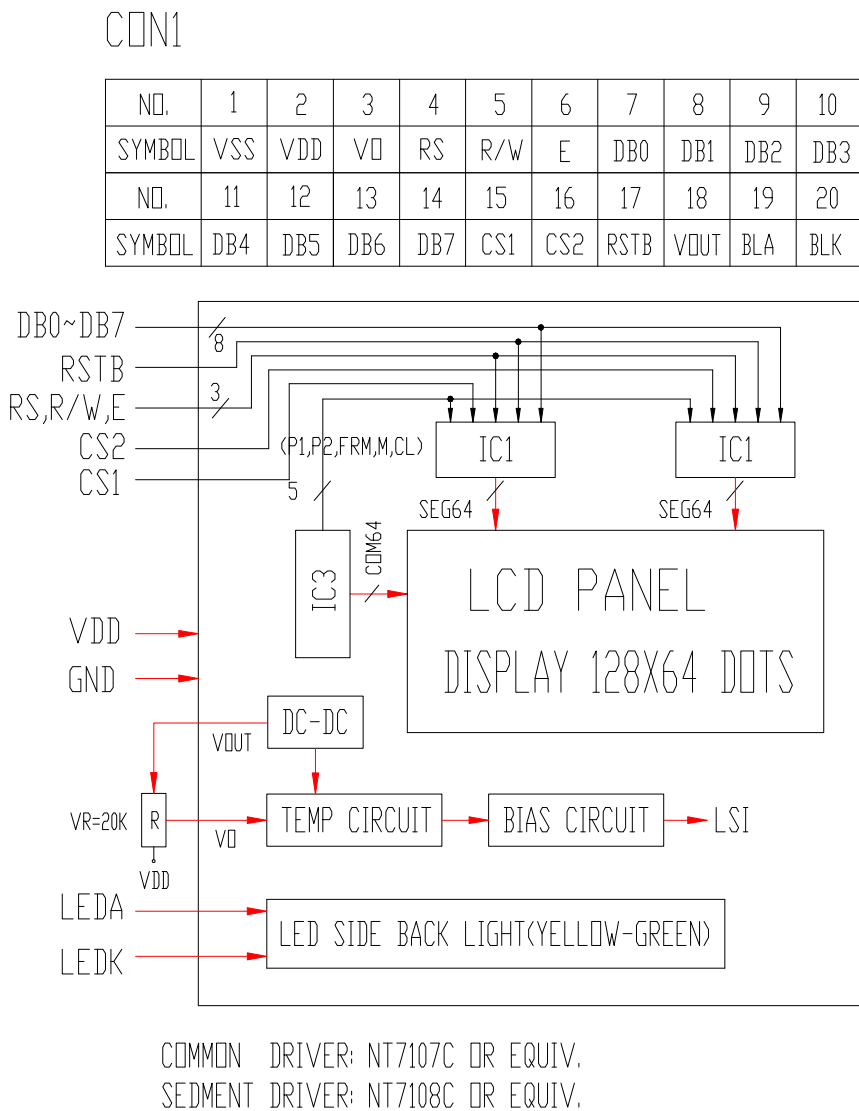 CON1
NO. 1 2 3 4 5 6 7 8 9 10
SYMBOL VSS VDD VO RS R/W E DB0 DB1 DB2 DB3
NO. 11 12 13 14 15 16 17 18 19 20
SYMBOL DB4 DB5 DB6 DB7 CS1 CS2 RSTB VOUT BLA BLK
DB0~DB7
8
RSTB
3
RS,R/W,E
CS2
(P1,P2,FRM,M,CL)
IC1
IC1
CS1
5
SEG64
SEG64
COM64
IC3
LCD PANEL
DISPLAY 128X64 DOTS
VDD
GND
DC-DC
VOUT
VR=20K
R
VO
TEMP CIRCUIT
BIAS CIRCUIT
LSI
VDD
LEDA
LED SIDE BACK LIGHT(YELLOW-GREEN)
LEDK
COMMON DRIVER: NT7107C OR EQUIV.
SEDMENT DRIVER: NT7108C OR EQUIV.